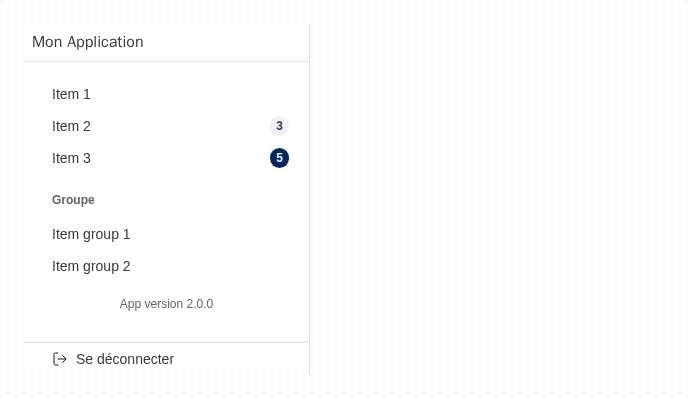 Mon Application
Item 1
Item 2 3
Item 3 5
Groupe
Item group 1
Item group 2
App version 2.0.0
Se déconnecter